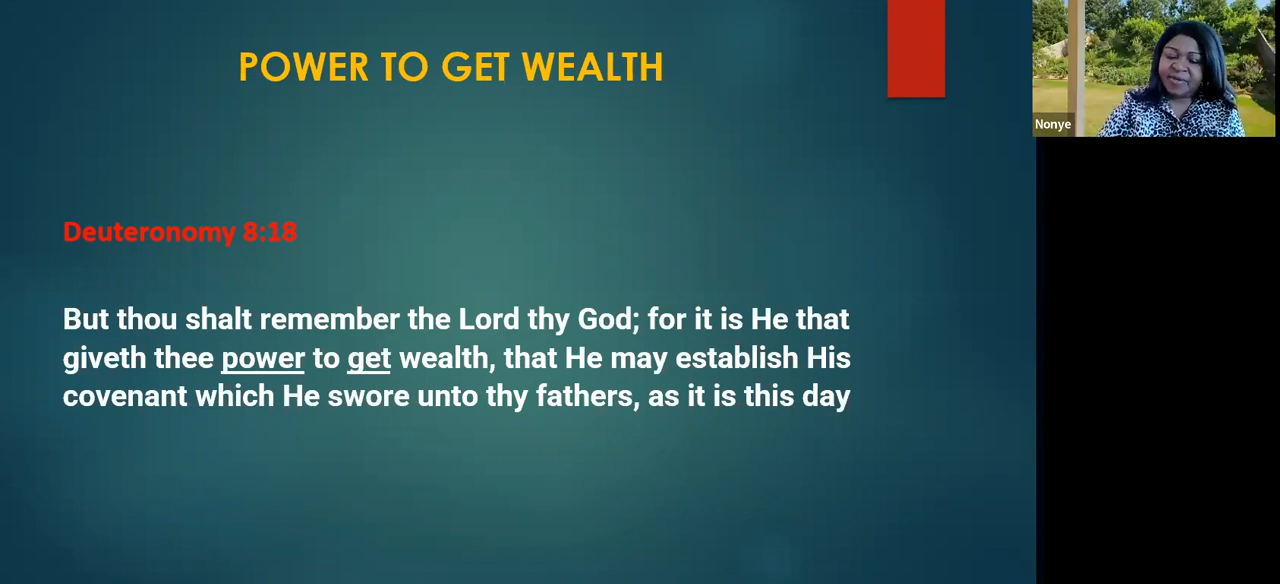 POWER TO GET WEALTH
Nonye
Deuteronomy 8:18
But thou shalt remember the Lord thy God; for it is He that
giveth thee power to get wealth, that He may establish His
covenant which He swore unto thy fathers, as it is this day